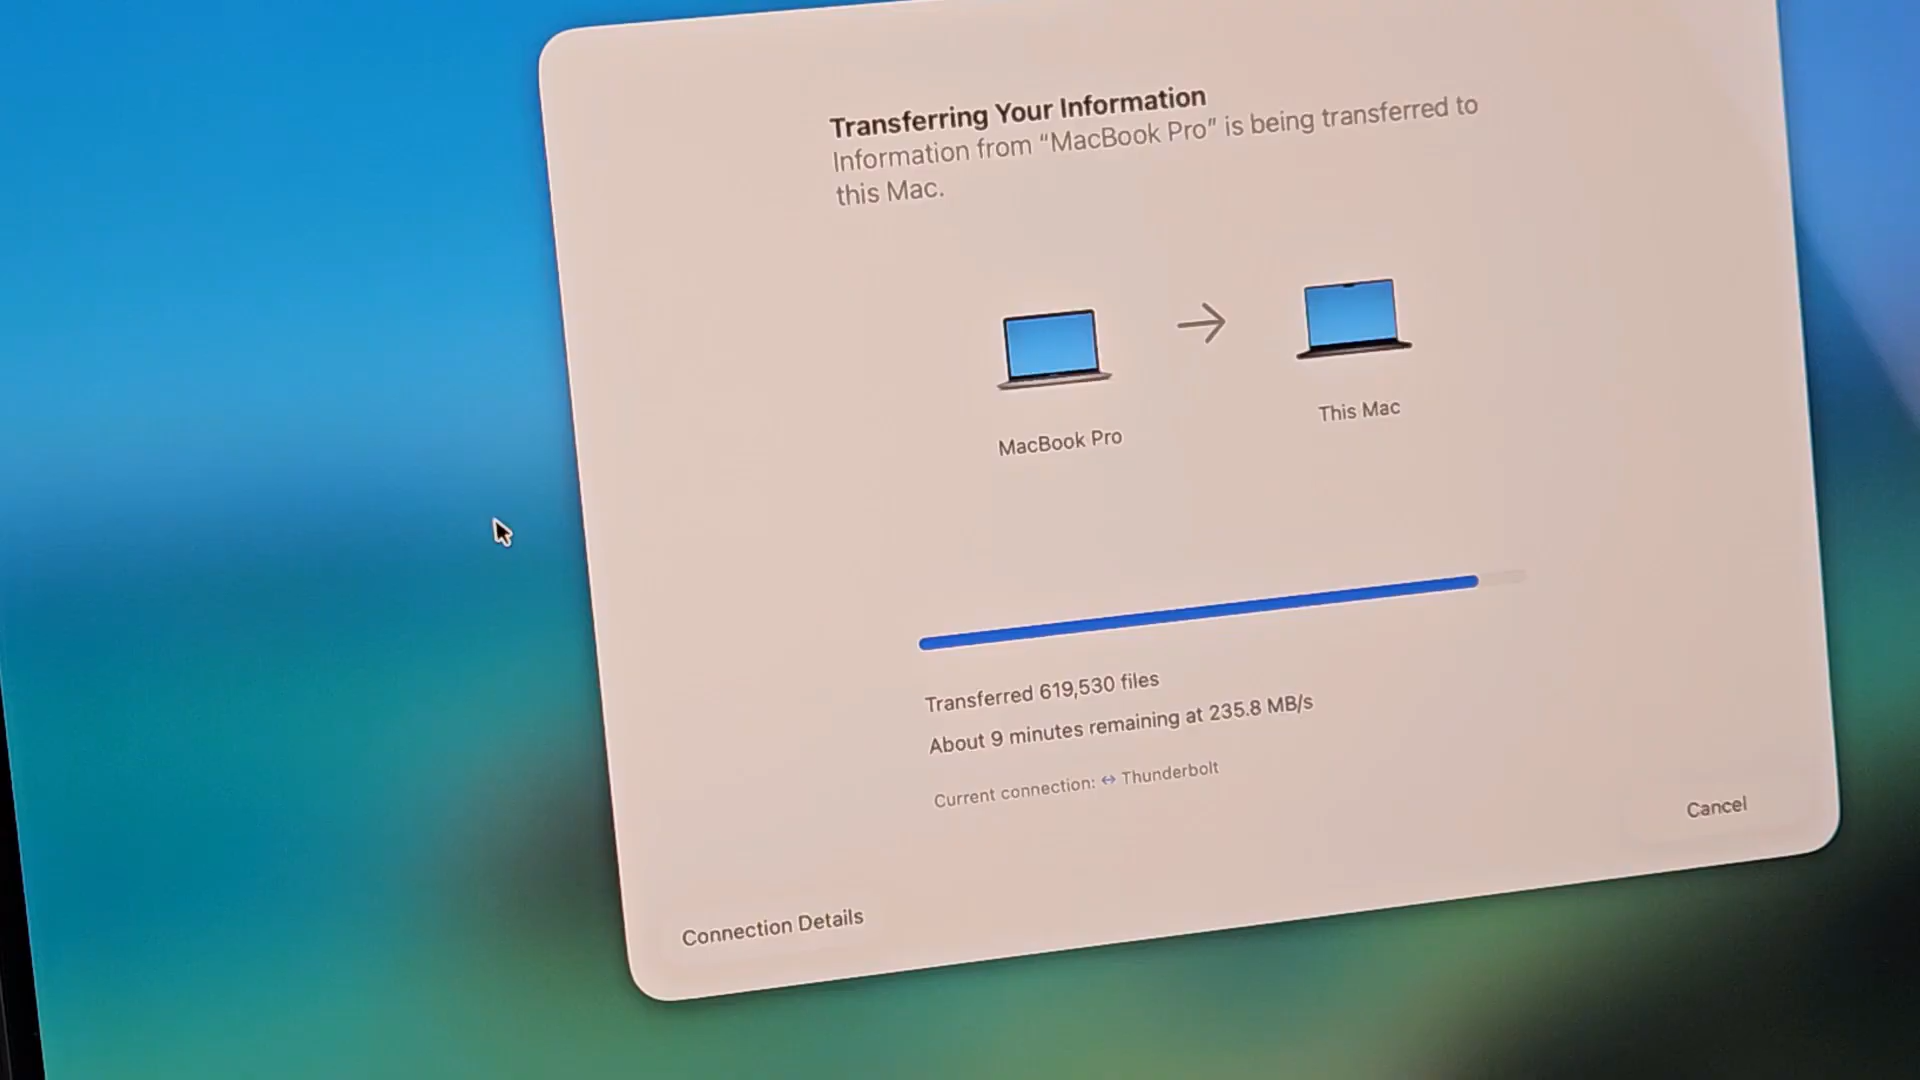 Transferring Your Information
Information from “MacBook Pro” is being transferred to
this Mac.
MacBook Pro
This Mac
Transferred 619,530 files
About 9 minutes remaining at 235.8 MB/s
Current connection: ↔ Thunderbolt
Cancel
Connection Details